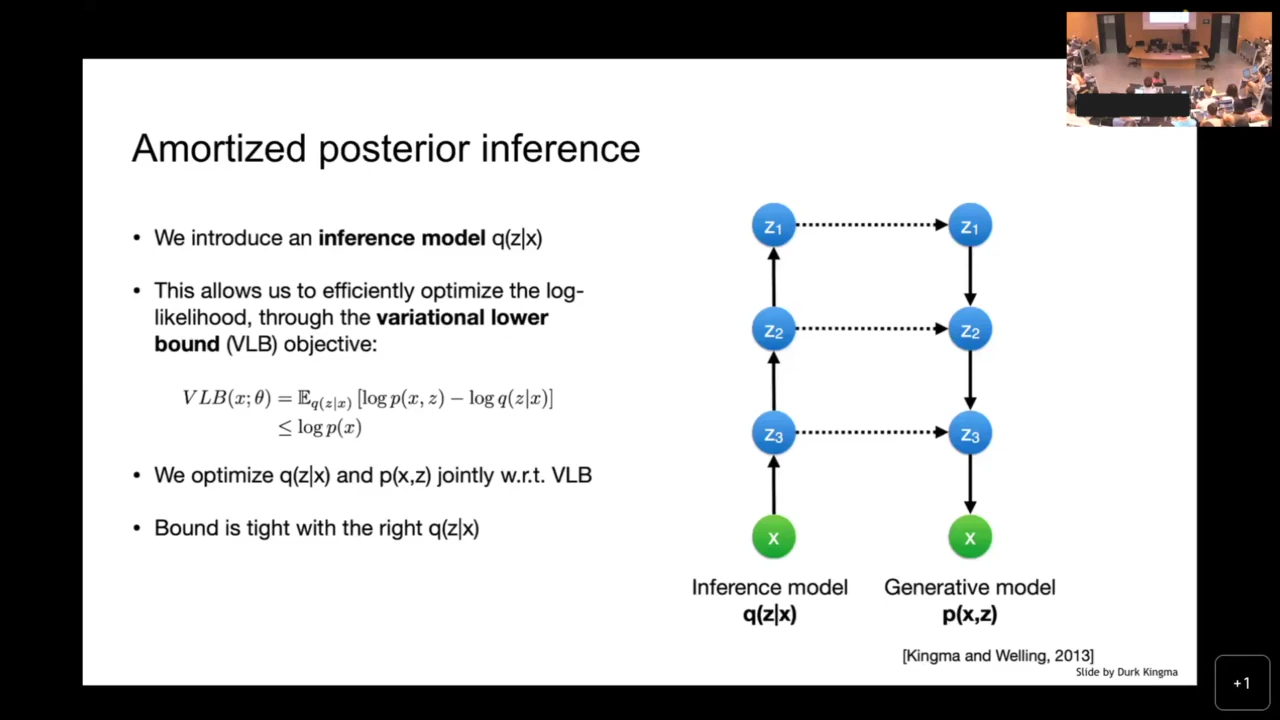 Amortized posterior inference
• We introduce an inference model q(z|x)
• This allows us to efficiently optimize the log-
likelihood, through the variational lower
bound (VLB) objective:
VLB(x; θ) = 𝔼q(z|x) [log p(x, z) − log q(z|x)]
≤ log p(x)
• We optimize q(z|x) and p(x,z) jointly w.r.t. VLB
• Bound is tight with the right q(z|x)
z1 z1
z2 z2
z3 z3
x x
Inference model
q(z|x)
Generative model
p(x,z)
[Kingma and Welling, 2013]
Slide by Durk Kingma
+1